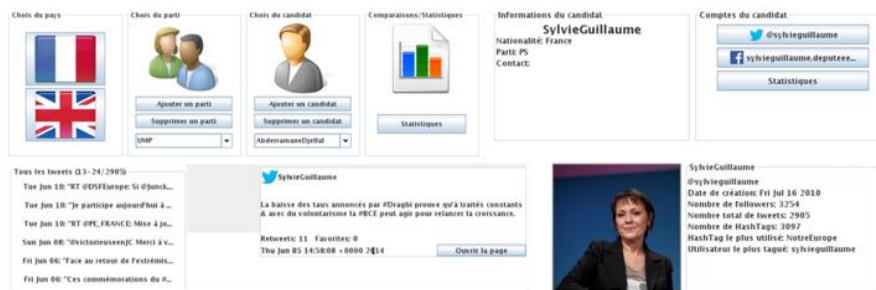 Choix du pays
Choix du parti
Ajouter un parti
Supprimer un parti
UMP
Choix du candidat
Ajouter un candidat
Supprimer un candidat
AbderramaneDjellal
Comparaisons/Statistiques
Statistiques
Informations du candidat
SylvieGuillaume
Nationalité: France
Parti: PS
Contact:
Comptes du candidat
@sylvieguillaume
sylvieguillaume.deputeee...
Statistiques
Tous les tweets (13-24/2905)
Tue Jun 10: "RT @DSFEurope: Si @Junck...
Tue Jun 10: "Je participe aujourd'hui à ...
Tue Jun 10: "RT @PE_FRANCE: Mise à jo...
Sun Jun 08: "@victorieuseenJC Merci à v...
Fri Jun 06: "Face au retour de l'extrémis...
Fri Jun 06: "Ces commémorations du #...
SylvieGuillaume
La baisse des taux annoncés par #Draghi prouve qu'à traités constants
& avec du volontarisme la #BCE peut agir pour relancer la croissance.
Retweets: 11 Favorites: 0
Thu Jun 05 14:58:08 +0000 2014
Ouvrir la page
SylvieGuillaume
@sylvieguillaume
Date de création: Fri Jul 16 2010
Nombre de followers: 3254
Nombre total de tweets: 2905
Nombre de HashTags: 3097
HashTag le plus utilisé: NotreEurope
Utilisateur le plus tagué: sylvieguillaume